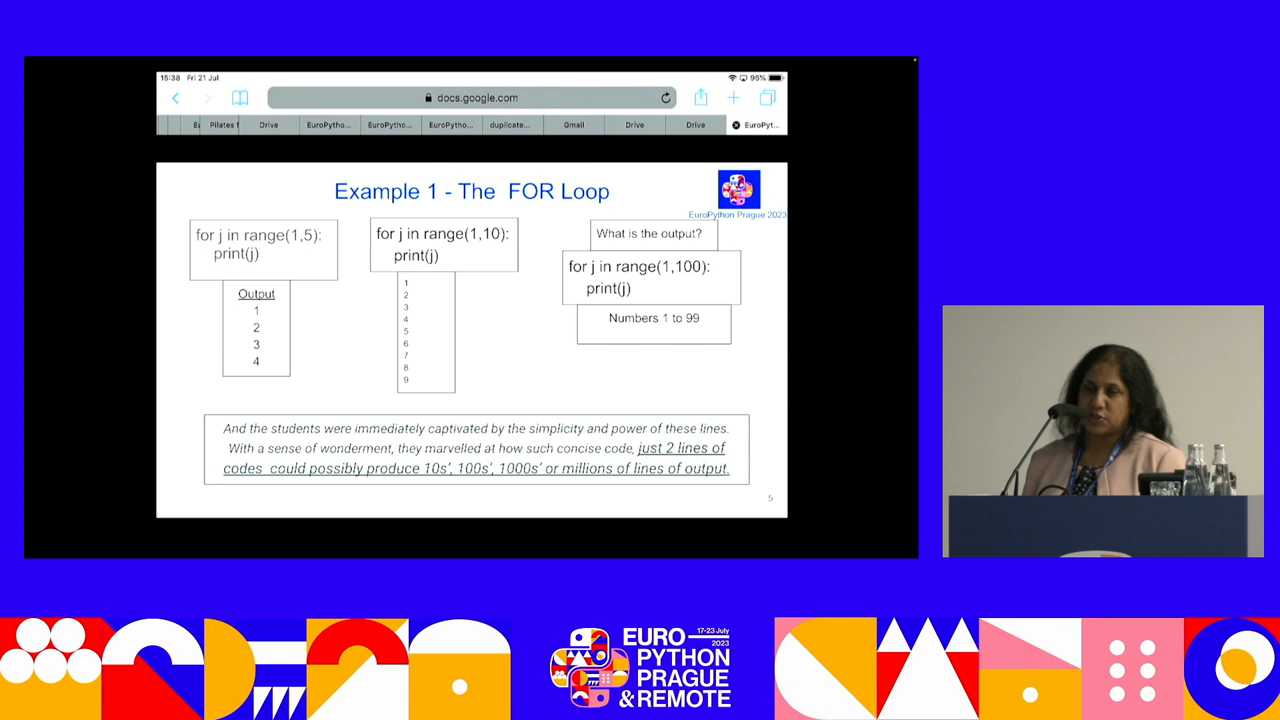 15:38 Fri 21 Jul
95%
docs.google.com
Pilates f
Drive
EuroPytho...
EuroPytho...
EuroPytho...
duplicate...
Gmail
Drive
Drive
EuroPyt...
Example 1 - The FOR Loop
EuroPython Prague 2023
for j in range(1,5):
print(j)
Output
1
2
3
4
for j in range(1,10):
print(j)
1
2
3
4
5
6
7
8
9
What is the output?
for j in range(1,100):
print(j)
Numbers 1 to 99
And the students were immediately captivated by the simplicity and power of these lines.
With a sense of wonderment, they marvelled at how such concise code, just 2 lines of
codes could possibly produce 10s', 100s', 1000s' or millions of lines of output.
5
17-23 July
2023
EURO
PYTHON
PRAGUE
& REMOTE